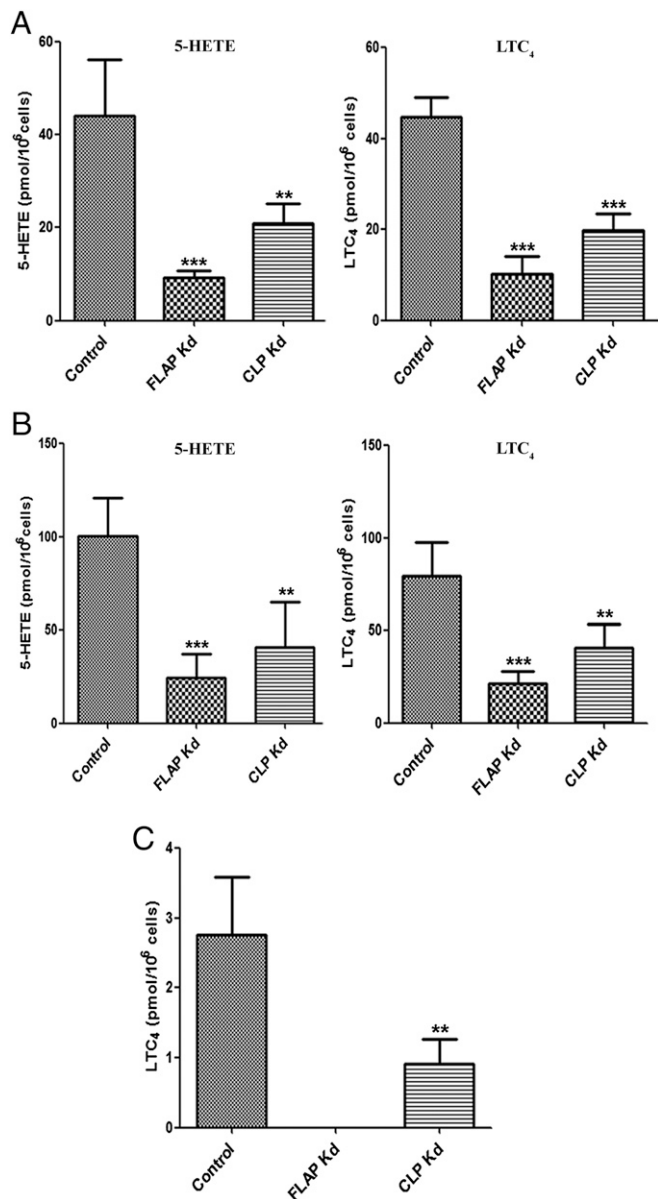 A
5-HETE
5-HETE (pmol/10⁶ cells)
60
40
20
0
***
**
Control
FLAP Kd
CLP Kd
LTC₄
LTC₄ (pmol/10⁶ cells)
60
40
20
0
***
***
Control
FLAP Kd
CLP Kd
B
5-HETE
5-HETE (pmol/10⁶cells)
150
100
50
0
***
**
Control
FLAP Kd
CLP Kd
LTC₄
LTC₄ (pmol/10⁶ cells)
150
100
50
0
***
**
Control
FLAP Kd
CLP Kd
C
LTC₄ (pmol/10⁶ cells)
4
3
2
1
0
**
Control
FLAP Kd
CLP Kd